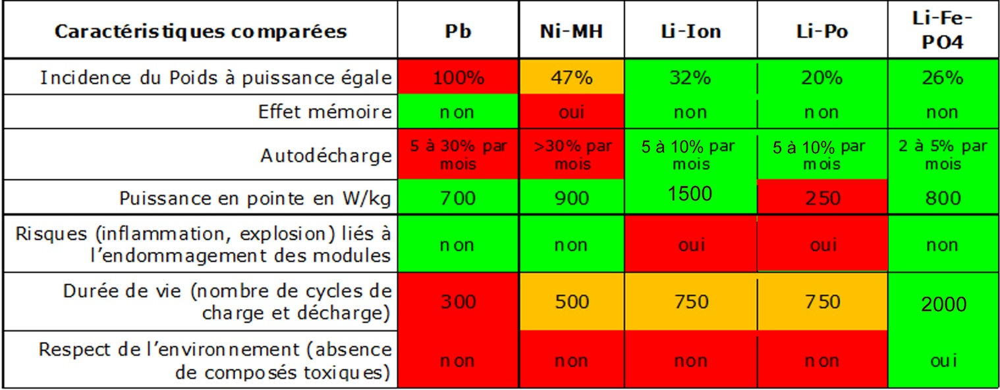 Caractéristiques comparées Pb Ni-MH Li-Ion Li-Po Li-Fe-
PO4
Incidence du Poids à puissance égale 100% 47% 32% 20% 26%
Effet mémoire non oui non non non
Autodécharge 5 à 30% par >30% par 5 à 10% par 5 à 10% par 2 à 5% par
mois mois mois mois mois
Puissance en pointe en W/kg 700 900 1500 250 800
Risques (inflammation, explosion) liés à
l'endommagement des modules non non oui oui non
Durée de vie (nombre de cycles de
charge et décharge) 300 500 750 750 2000
Respect de l'environnement (absence
de composés toxiques) non non non non oui